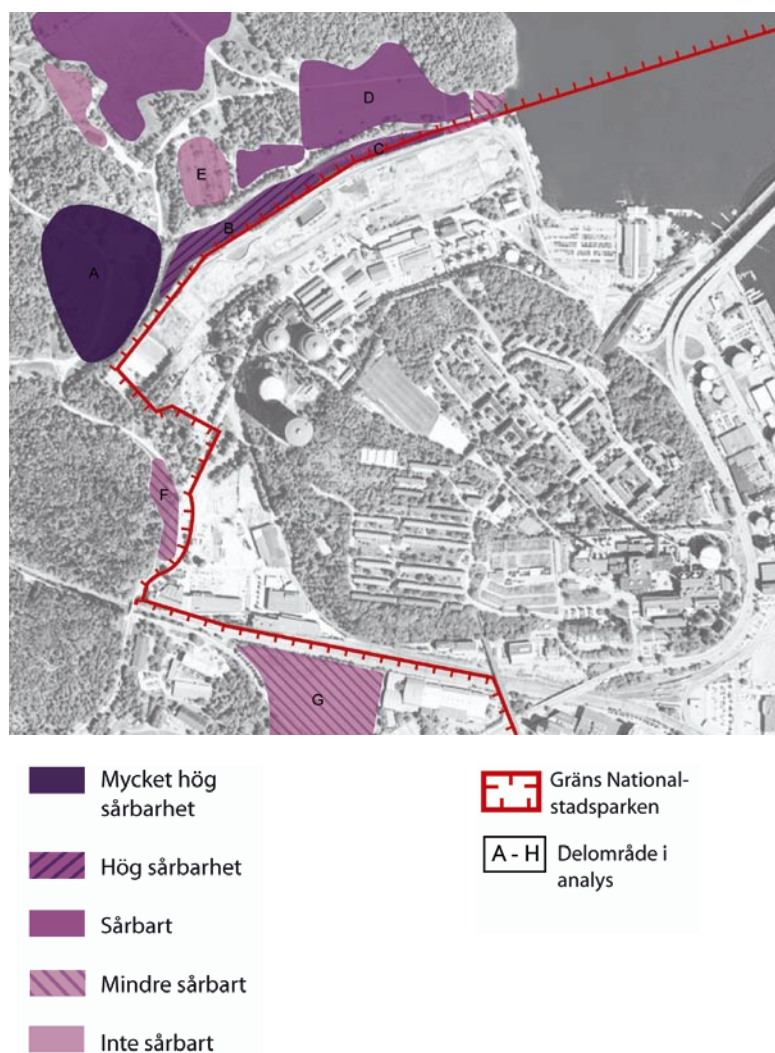 D
C
E
B
A
F
G
Mycket hög
sårbarhet
Hög sårbarhet
Sårbart
Mindre sårbart
Inte sårbart
Gräns National-
stadsparken
A - H
Delområde i
analys